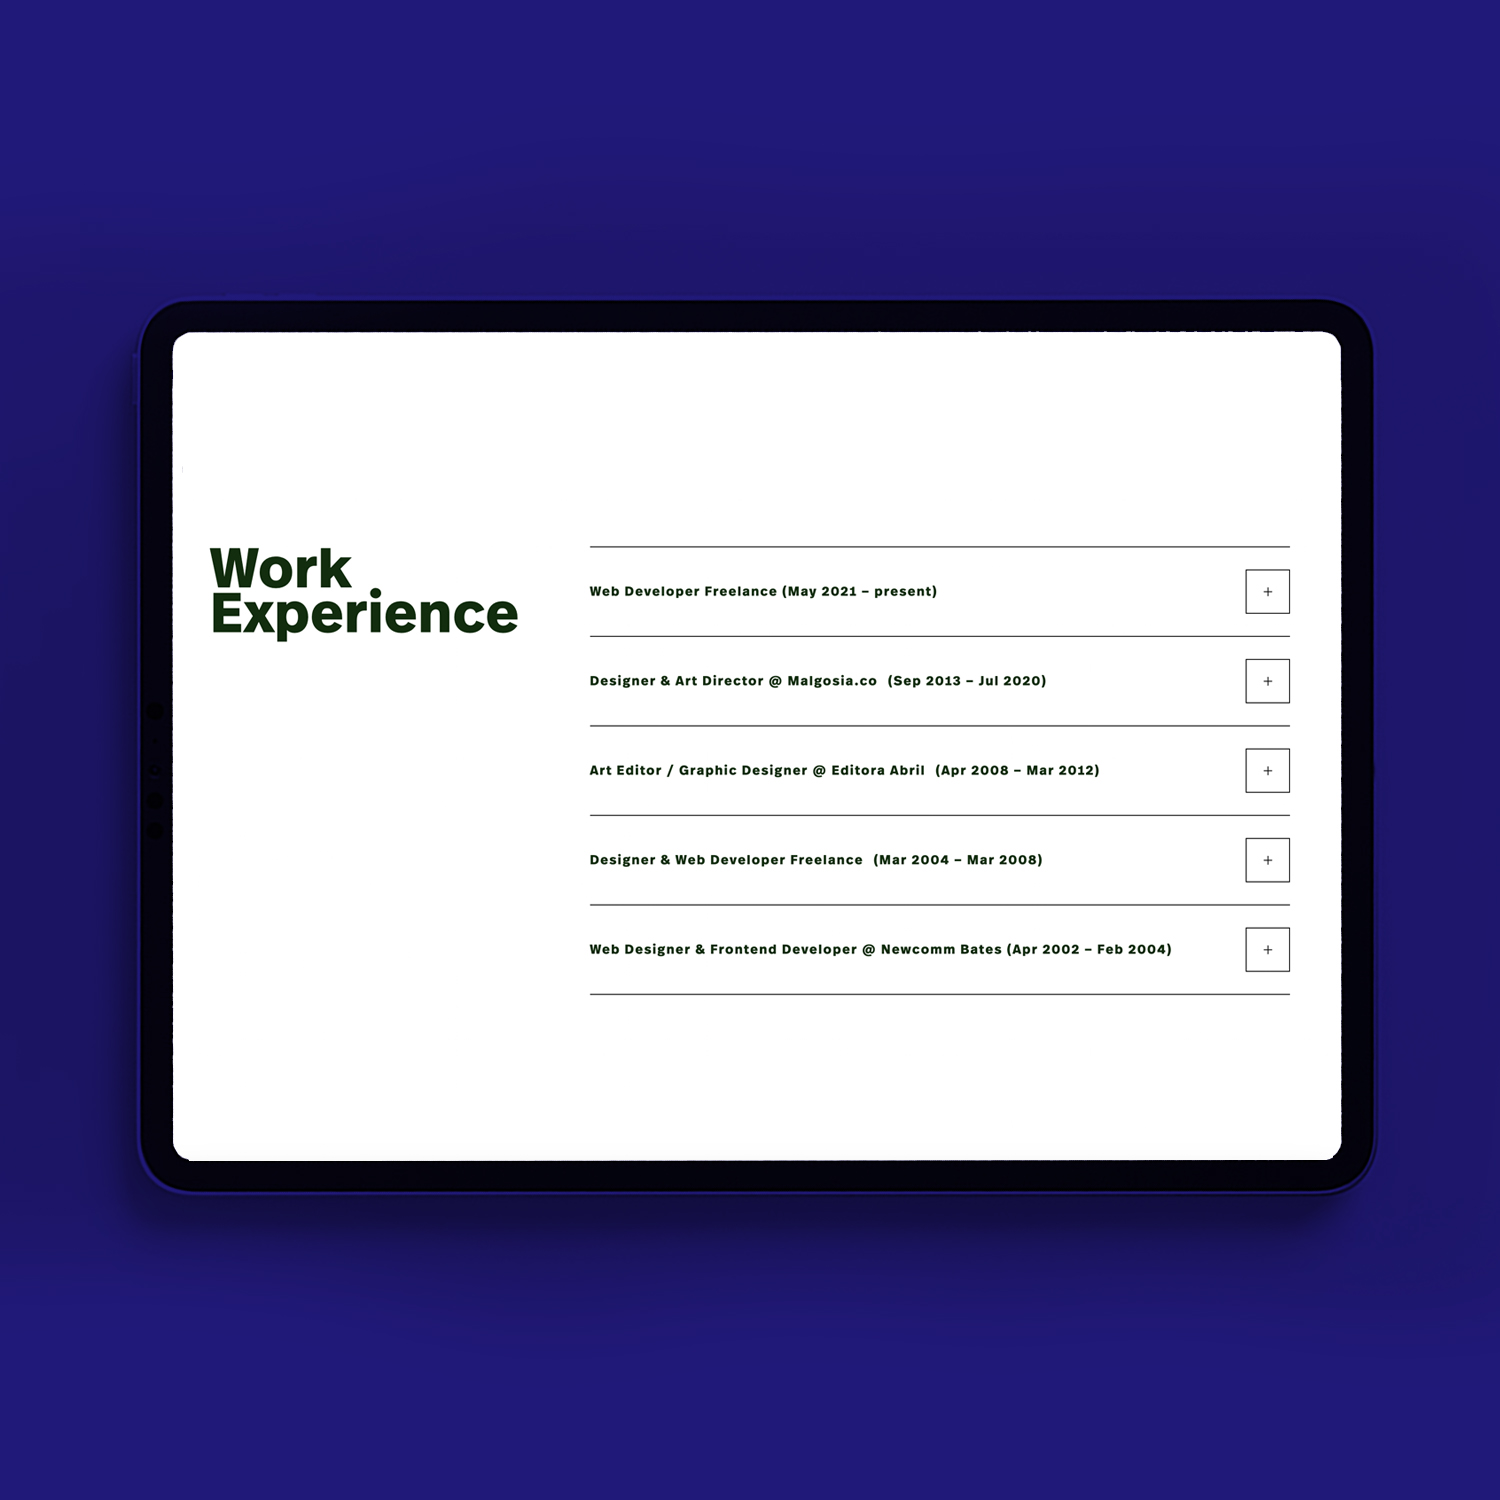 Work
Experience
Web Developer Freelance (May 2021 – present)
+
Designer & Art Director @ Malgosia.co (Sep 2013 – Jul 2020)
+
Art Editor / Graphic Designer @ Editora Abril (Apr 2008 – Mar 2012)
+
Designer & Web Developer Freelance (Mar 2004 – Mar 2008)
+
Web Designer & Frontend Developer @ Newcomm Bates (Apr 2002 – Feb 2004)
+